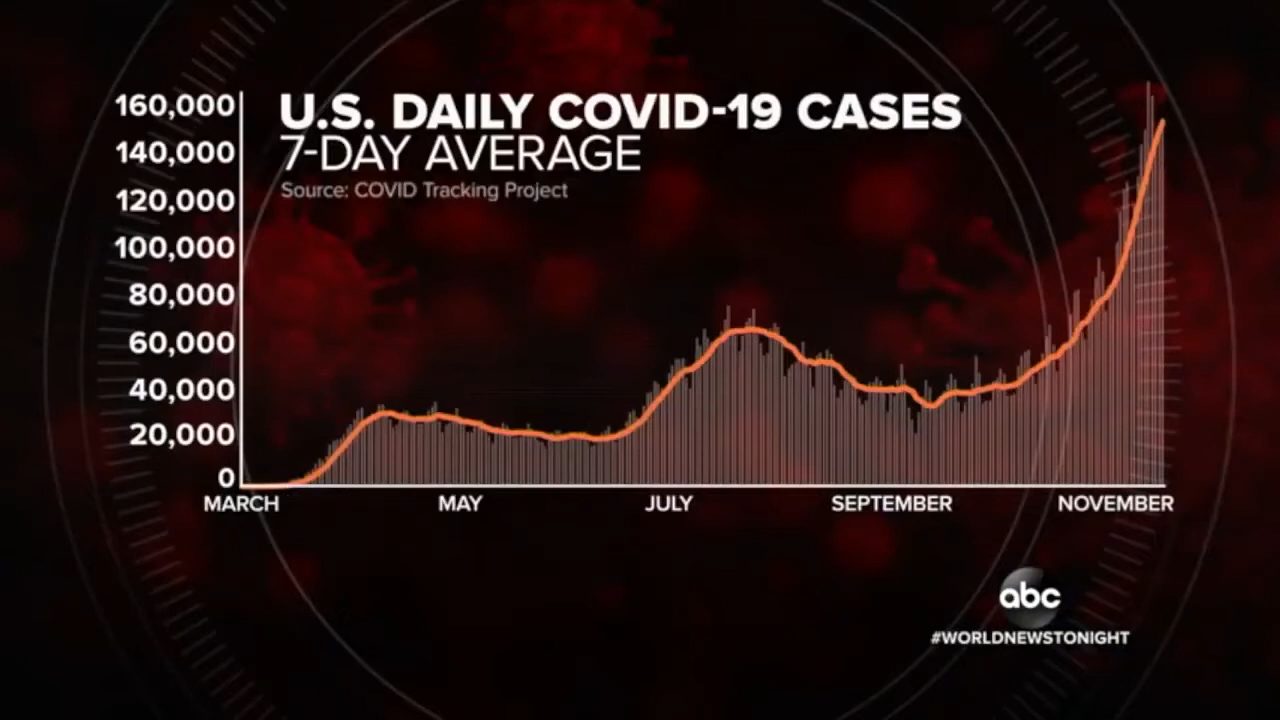 U.S. DAILY COVID-19 CASES
7-DAY AVERAGE
Source: COVID Tracking Project
160,000
140,000
120,000
100,000
80,000
60,000
40,000
20,000
0
MARCH MAY JULY SEPTEMBER NOVEMBER
abc
#WORLDNEWSTONIGHT